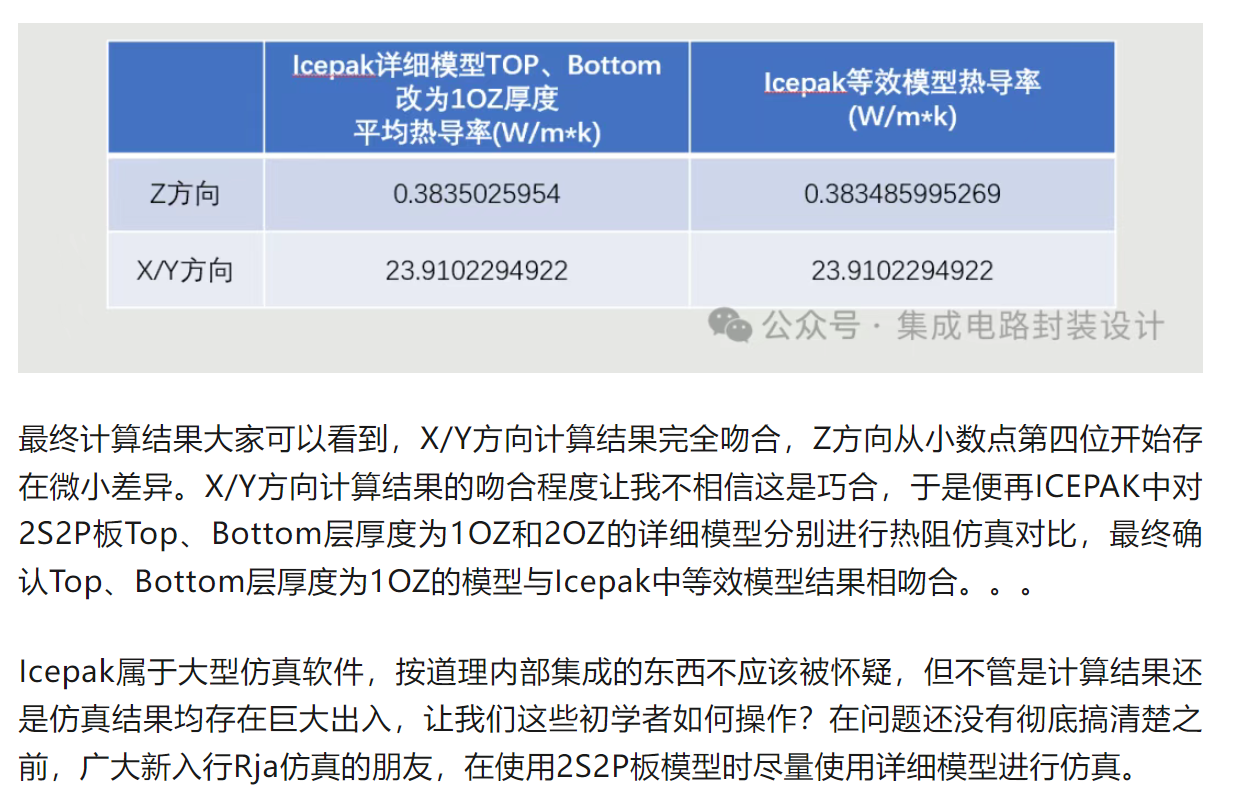 Icepak详细模型TOP、Bottom
改为1OZ厚度
平均热导率(W/m*k)
Icepak等效模型热导率
(W/m*k)
Z方向
0.3835025954
0.383485995269
X/Y方向
23.9102294922
23.9102294922
公众号 · 集成电路封装设计
最终计算结果大家可以看到，X/Y方向计算结果完全吻合，Z方向从小数点第四位开始存
在微小差异。X/Y方向计算结果的吻合程度让我不相信这是巧合，于是便再ICEPAK中对
2S2P板Top、Bottom层厚度为1OZ和2OZ的详细模型分别进行热阻仿真对比，最终确
认Top、Bottom层厚度为1OZ的模型与Icepak中等效模型结果相吻合。。。
Icepak属于大型仿真软件，按道理内部集成的东西不应该被怀疑，但不管是计算结果还
是仿真结果均存在巨大出入，让我们这些初学者如何操作？在问题还没有彻底搞清楚之
前，广大新入行Rja仿真的朋友，在使用2S2P板模型时尽量使用详细模型进行仿真。